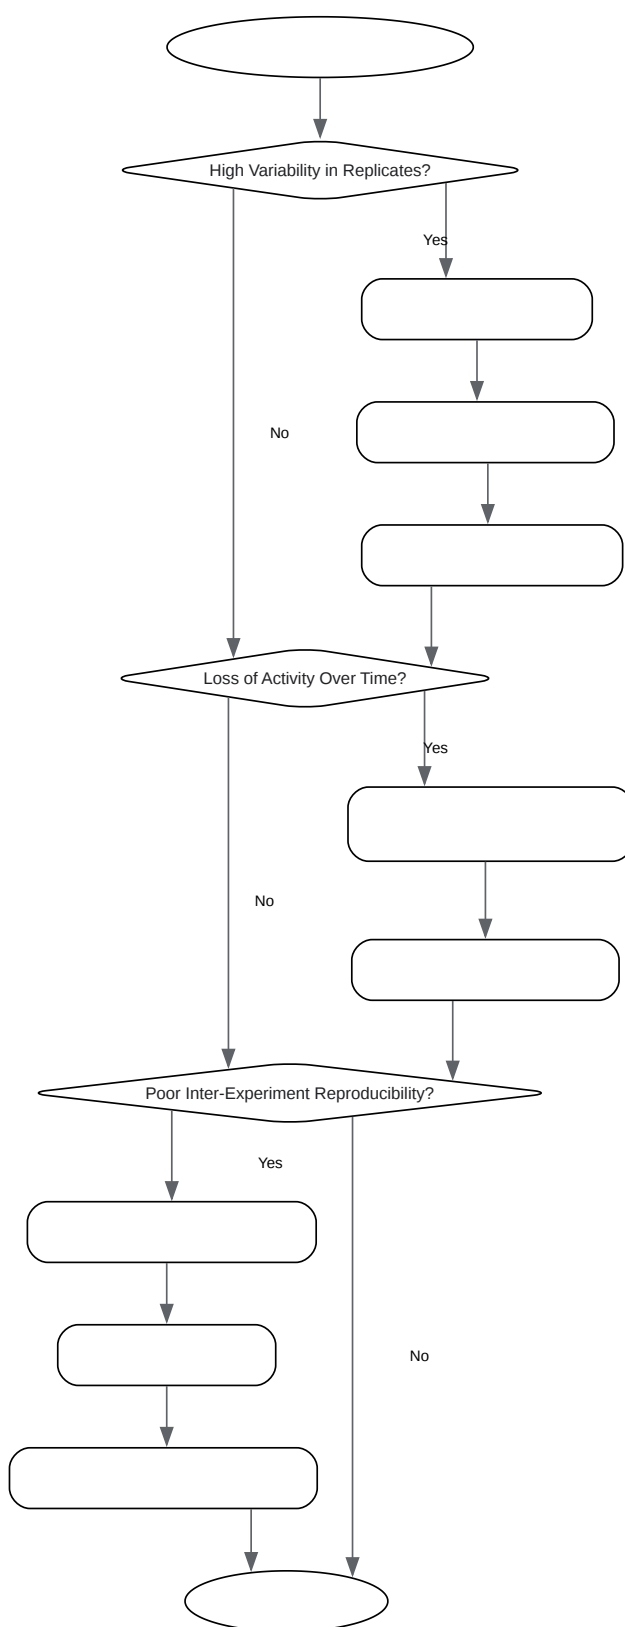 High Variability in Replicates?
Yes
No
Loss of Activity Over Time?
Yes
No
Poor Inter-Experiment Reproducibility?
Yes
No